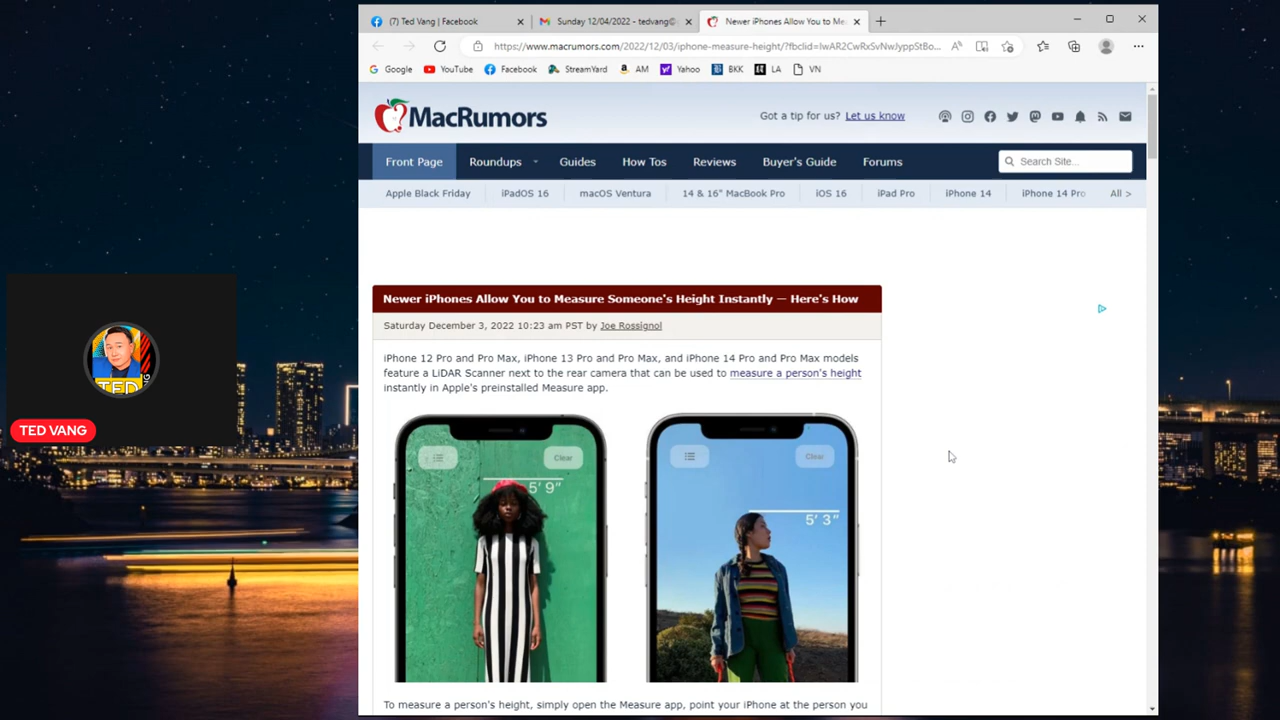 (7) Ted Vang | Facebook
Sunday 12/04/2022 - tedvang@
Newer iPhones Allow You to Me
https://www.macrumors.com/2022/12/03/iphone-measure-height/?fbclid=
Google YouTube Facebook StreamYard AM Yahoo BKK LA VN
MacRumors
Got a tip for us? Let us know
Front Page Roundups Guides How Tos Reviews Buyer's Guide Forums Search Site...
Apple Black Friday iPadOS 16 macOS Ventura 14 & 16" MacBook Pro iOS 16 iPad Pro iPhone 14 iPhone 14 Pro All >
Newer iPhones Allow You to Measure Someone's Height Instantly — Here's How
Saturday December 3, 2022 10:23 am PST by Joe Rossignol
iPhone 12 Pro and Pro Max, iPhone 13 Pro and Pro Max, and iPhone 14 Pro and Pro Max models
feature a LiDAR Scanner next to the rear camera that can be used to measure a person's height
instantly in Apple's preinstalled Measure app.
Clear
5' 9"
Clear
5' 3"
To measure a person's height, simply open the Measure app, point your iPhone at the person you
TED
TED VANG